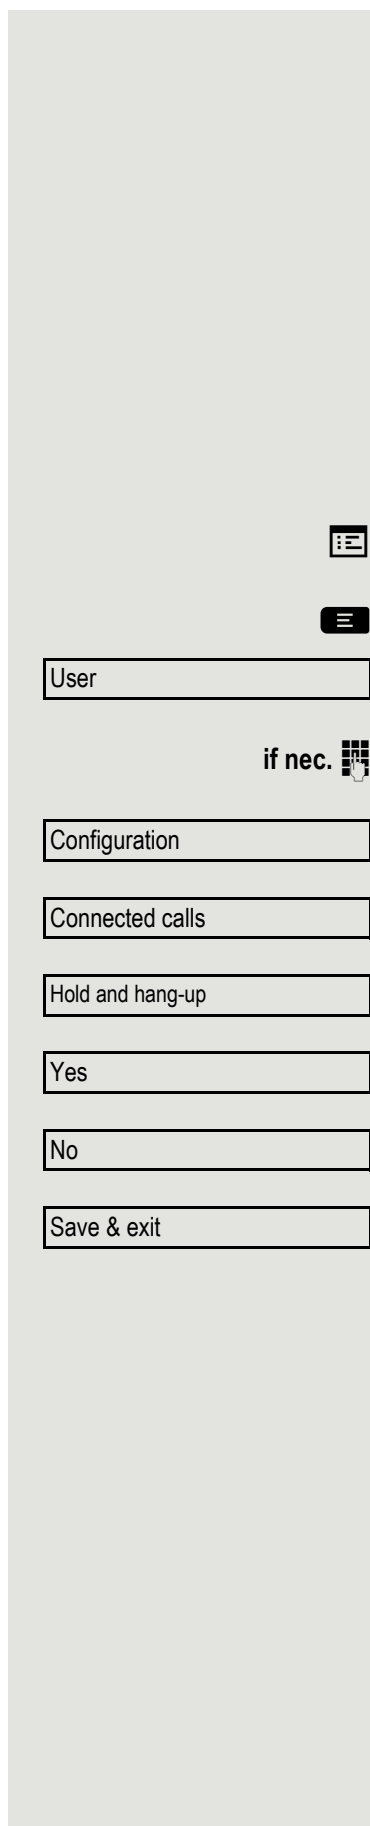 User
if nec.
Configuration
Connected calls
Hold and hang-up
Yes
No
Save & exit